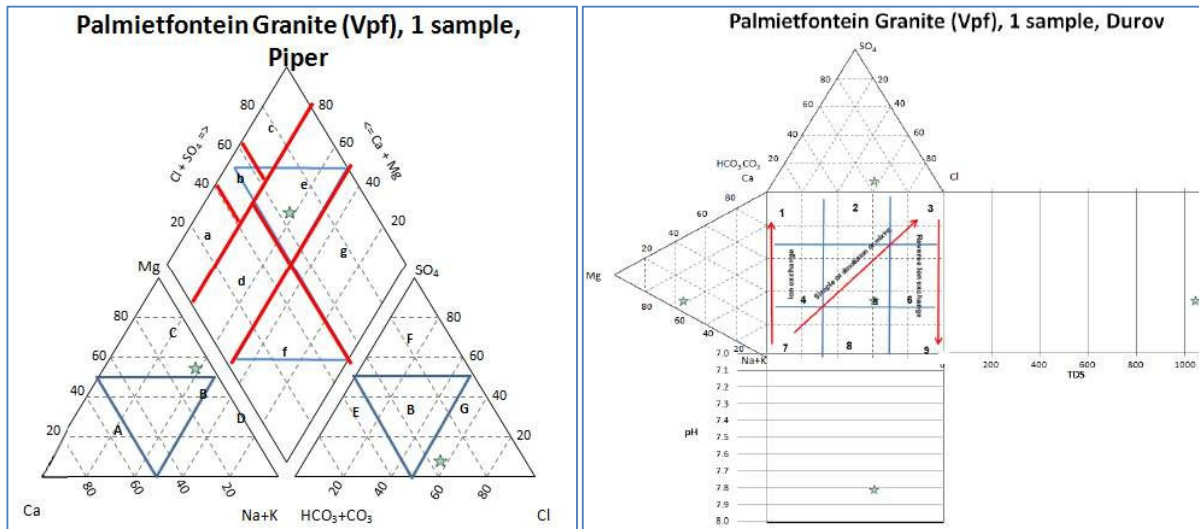 Palmietfontein Granite (Vpf), 1 sample,
Piper
80
80
c
Cl + SO₄ =>
<= Ca + Mg
60
60
b
e
40
40
20
20
a
g
Mg
d
SO₄
80
80
C
F
f
60
60
40
40
B
E
B
G
D
20
20
A
80 60 40 20
20 40 60 80
Ca
Na+K
HCO₃+CO₃
Cl
Palmietfontein Granite (Vpf), 1 sample, Durov
SO₄
80
20
60
40
40
60
20
80
HCO₃CO₃
Ca
Cl
80
60
40
20
Mg
20
40
60
80
20
Na+K
1 2 3
Ion exchange
Simple or dissolution or mixing
Reverse Ion exchange
4 5 6
7 8 9
0
200 400 600 800 1000
TDS
7.0
7.1
7.2
7.3
7.4
pH
7.5
7.6
7.7
7.8
7.9
8.0